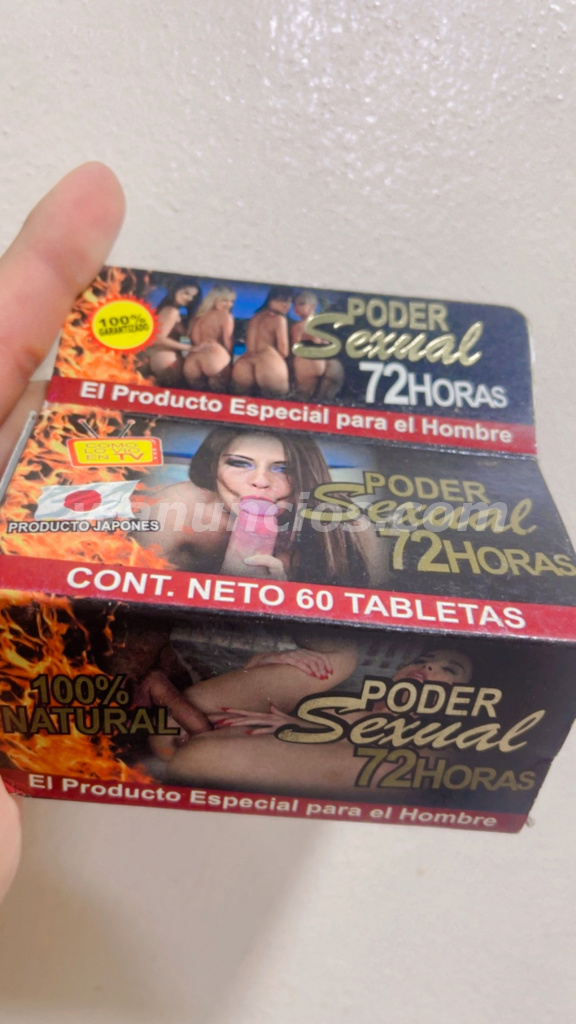 100%
GARANTIZADO
PODER
Sexual
72HORAS
El Producto Especial para el Hombre
COMO
LO VIO
EN TV
PRODUCTO JAPONES
PODER
Sexual
72HORAS
CONT. NETO 60 TABLETAS
100%
NATURAL
PODER
Sexual
72HORAS
El Producto Especial para el Hombre